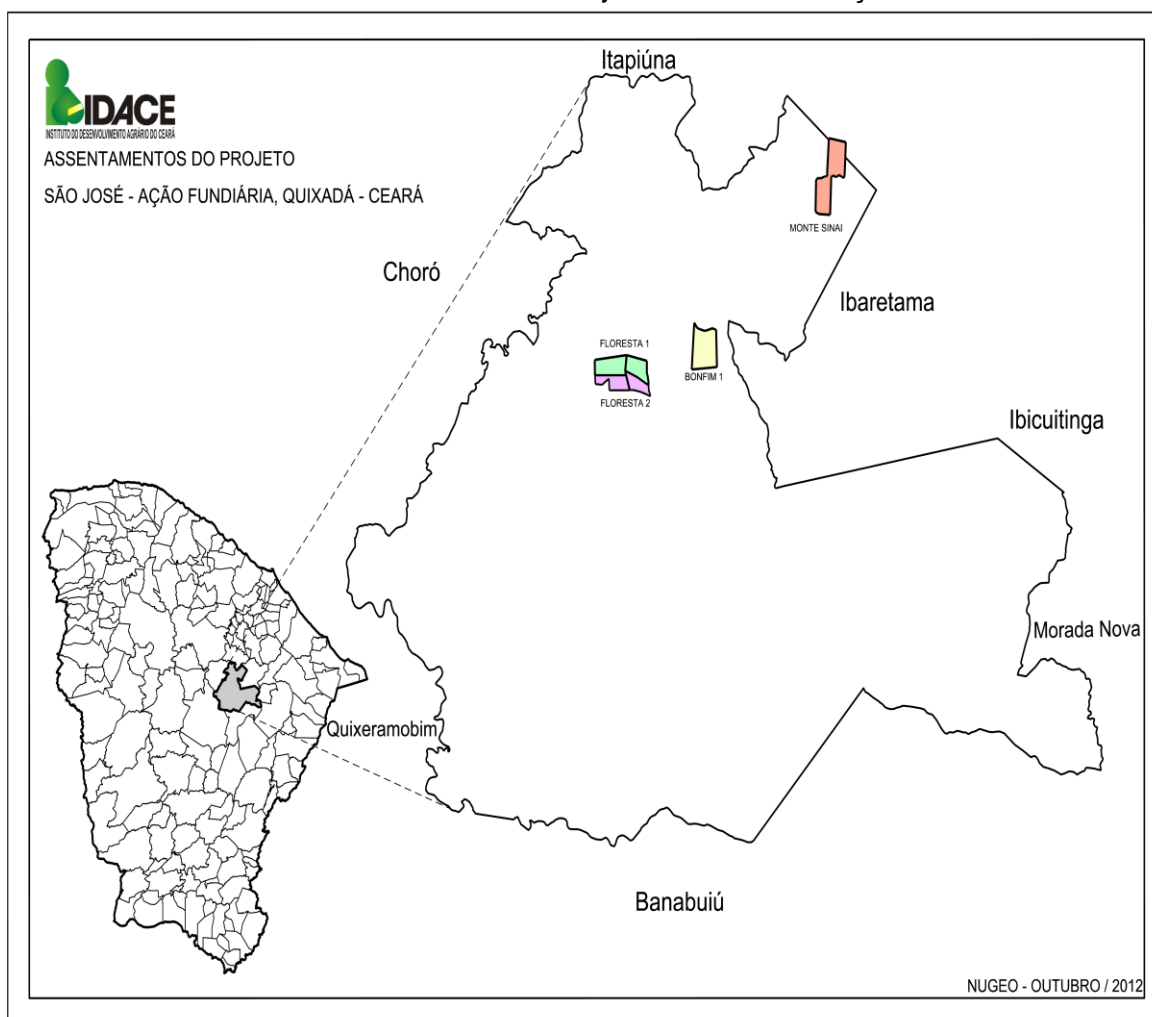 IDACE
INSTITUTO DO DESENVOLVIMENTO AGRÁRIO DO CEARÁ
ASSENTAMENTOS DO PROJETO
SÃO JOSÉ - AÇÃO FUNDIÁRIA, QUIXADÁ - CEARÁ
Itapiúna
MONTE SINAI
Choró
Ibaretama
FLORESTA 1
BONFIM 1
FLORESTA 2
Ibicuitinga
Morada Nova
Quixeramobim
Banabuiú
NUGEO - OUTUBRO / 2012